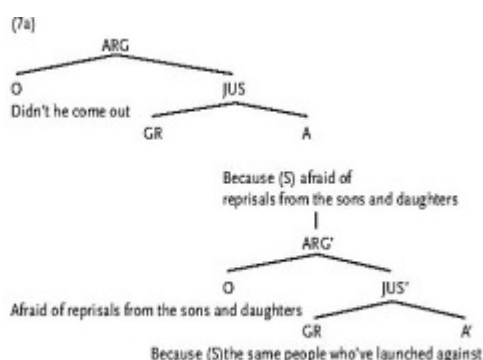 (7a)
ARG
O JUS
Didn't he come out
GR A
Because (S) afraid of
reprisals from the sons and daughters
ARG'
O JUS'
Afraid of reprisals from the sons and daughters
GR A'
Because (S)the same people who've launched against